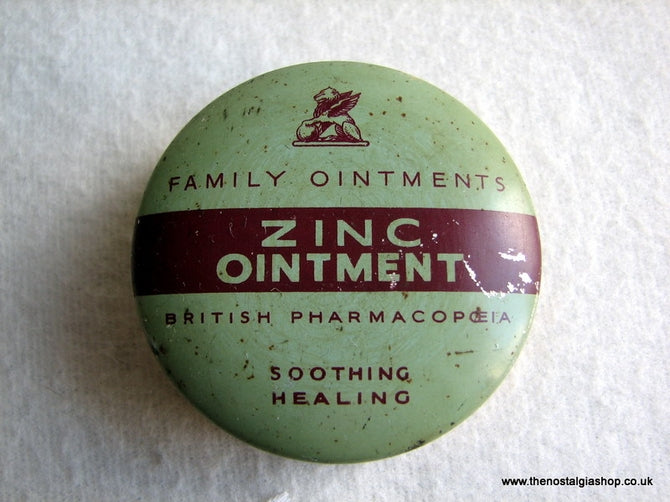 FAMILY OINTMENTS
ZINC
OINTMENT
BRITISH PHARMACOPŒIA
SOOTHING
HEALING
www.thenostalgiashop.co.uk